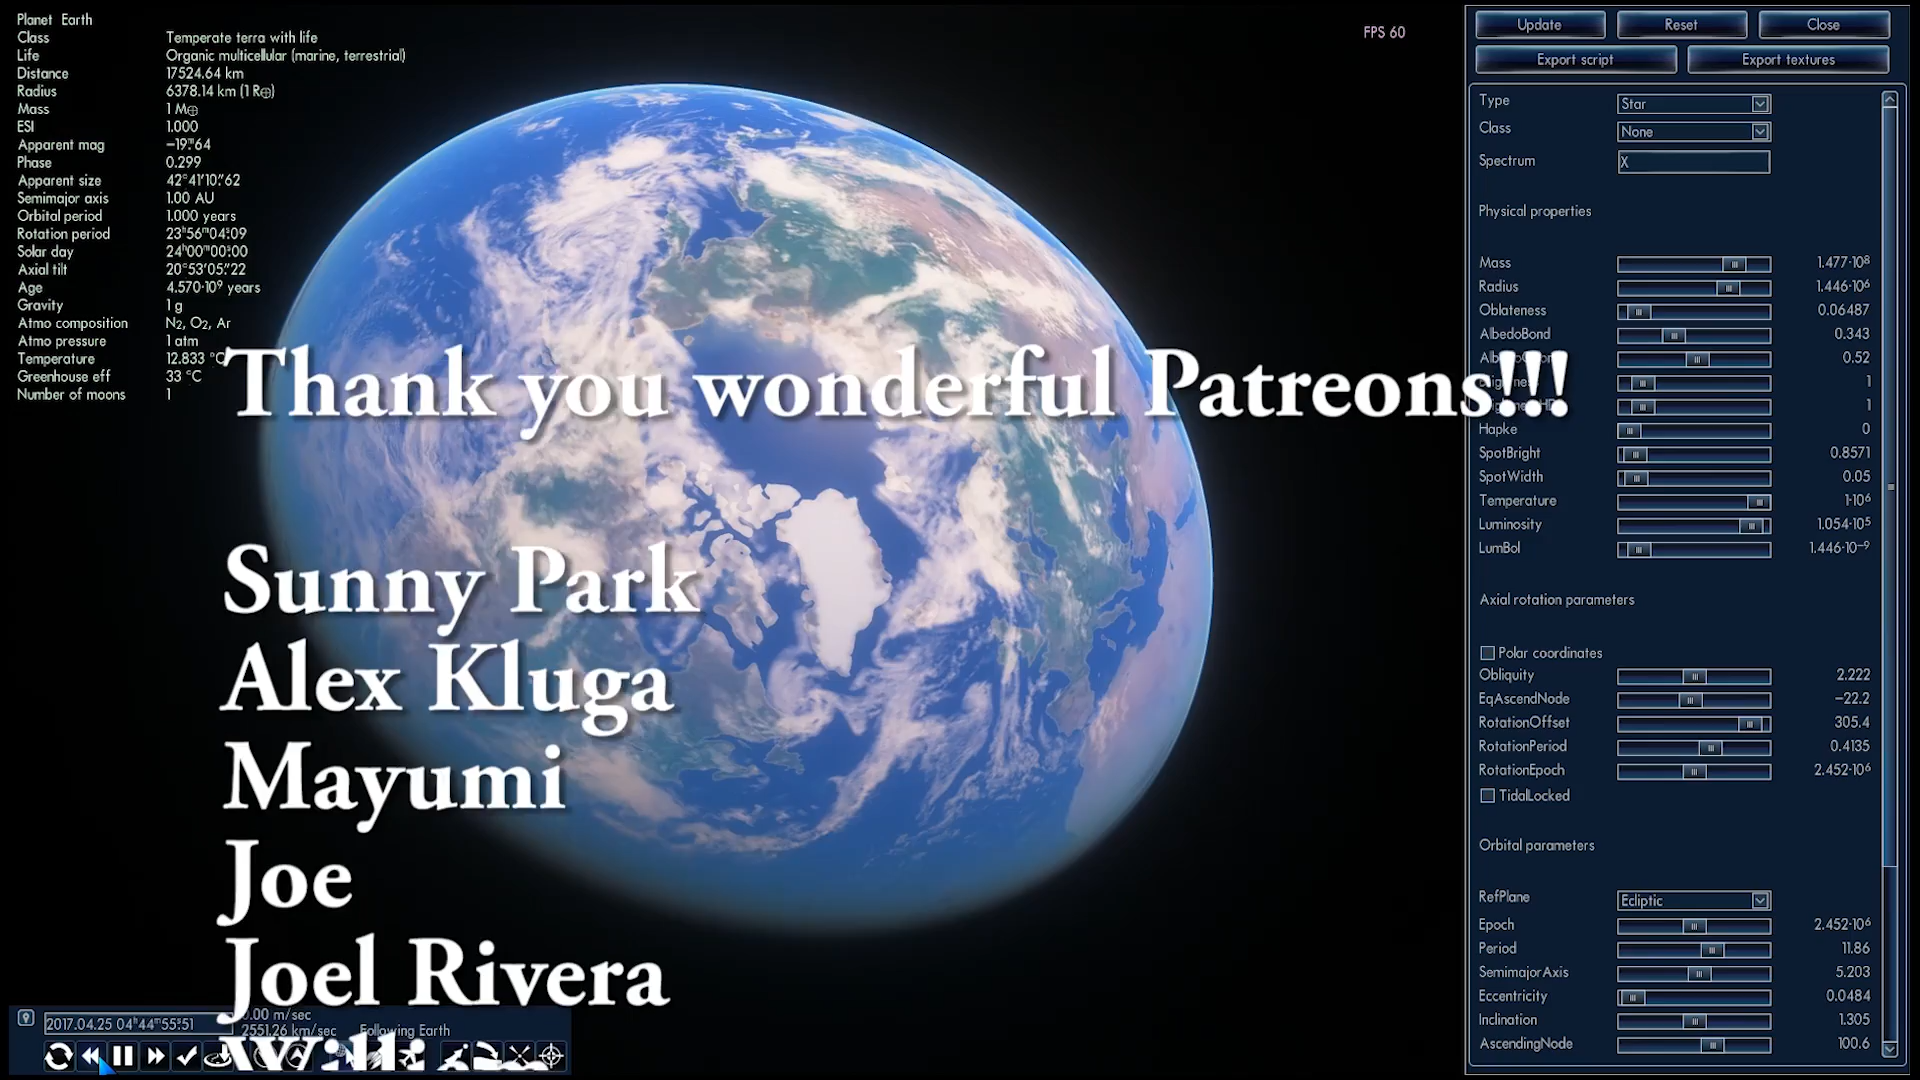 Planet Earth
Class Temperate terra with life
Life Organic multicellular (marine, terrestrial)
Distance 17524.64 km
Radius 6378.14 km (1 R⊕)
Mass 1 M⊕
ESI 1.000
Apparent mag −19.ᵐ64
Phase 0.299
Apparent size 42°41'10."62
Semimajor axis 1.00 AU
Orbital period 1.000 years
Rotation period 23ʰ56ᵐ04.ˢ09
Solar day 24ʰ00ᵐ00.ˢ00
Axial tilt 20°53'05."22
Age 4.570·10⁹ years
Gravity 1 g
Atmo composition N₂, O₂, Ar
Atmo pressure 1 atm
Temperature 12.833 °C
Greenhouse eff 33 °C
Number of moons 1
FPS 60
Thank you wonderful Patreons!!!
Sunny Park
Alex Kluga
Mayumi
Joe
Joel Rivera
2017.04.25 04ʰ44ᵐ55.ˢ51
0.00 m/sec
2551.26 km/sec Following Earth
Update Reset Close
Export script Export textures
Type Star
Class None
Spectrum X
Physical properties
Mass 1.477·10⁸
Radius 1.446·10⁶
Oblateness 0.06487
AlbedoBond 0.343
0.52
1
1
Hapke 0
SpotBright 0.8571
SpotWidth 0.05
Temperature 1·10⁶
Luminosity 1.054·10⁵
LumBol 1.446·10⁻⁹
Axial rotation parameters
Polar coordinates
Obliquity 2.222
EqAscendNode −22.2
RotationOffset 305.4
RotationPeriod 0.4135
RotationEpoch 2.452·10⁶
TidalLocked
Orbital parameters
RefPlane Ecliptic
Epoch 2.452·10⁶
Period 11.86
SemimajorAxis 5.203
Eccentricity 0.0484
Inclination 1.305
AscendingNode 100.6